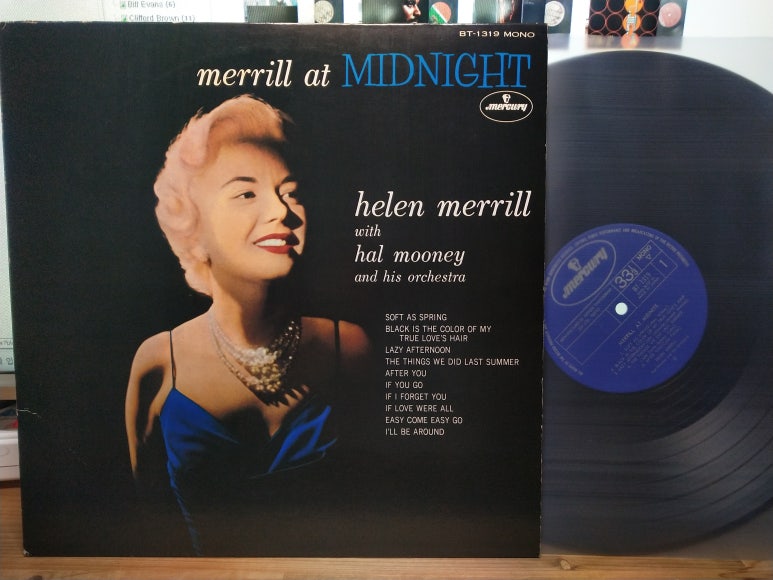 Bill Evans (6)
Clifford Brown (11)
BT-1319 MONO
merrill at MIDNIGHT
mercury
helen merrill
with
hal mooney
and his orchestra
SOFT AS SPRING
BLACK IS THE COLOR OF MY
TRUE LOVE'S HAIR
LAZY AFTERNOON
THE THINGS WE DID LAST SUMMER
AFTER YOU
IF YOU GO
IF I FORGET YOU
IF LOVE WERE ALL
EASY COME EASY GO
I'LL BE AROUND
mercury
33⅓
MONO
1